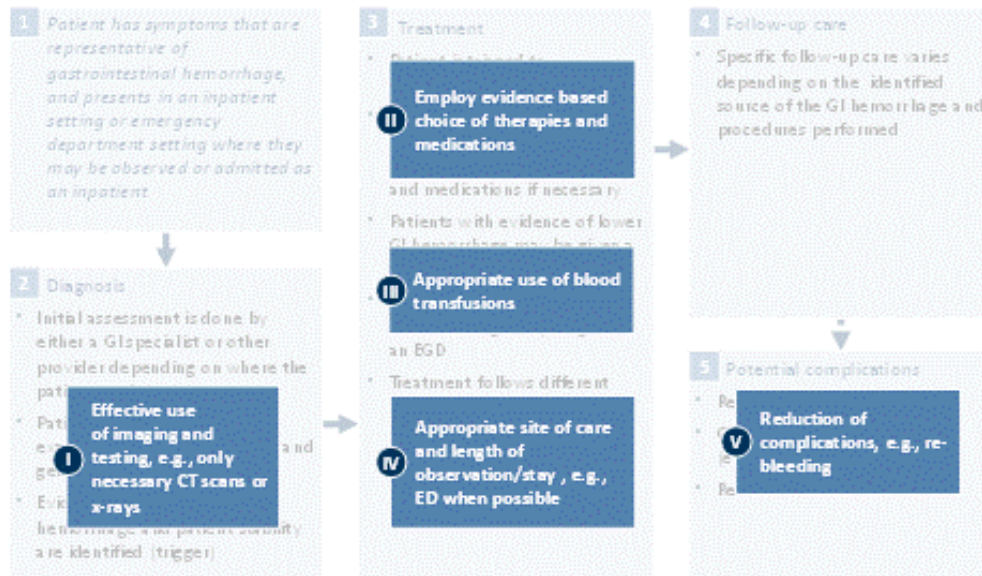 1 Patient has symptoms that are
representative of
gastrointestinal hemorrhage,
and presents in an inpatient
setting or emergency
department setting where they
may be observed or admitted as
an inpatient
2 Diagnosis
• Initial assessment is done by
either a GI specialist or other
provider depending on where the
I Effective use
of imaging and
testing, e.g., only
necessary CT scans or
x-rays
and
hemorrhage and patient stability
are identified (trigger)
3 Treatment
II Employ evidence based
choice of therapies and
medications
and medications if necessary
• Patients with evidence of lower
GI hemorrhage may be given a
III Appropriate use of blood
transfusions
an EGD
• Treatment follows different
IV Appropriate site of care
and length of
observation/stay , e.g.,
ED when possible
4 Follow-up care
• Specific follow-up care varies
depending on the identified
source of the GI hemorrhage and
procedures performed
5 Potential complications
V Reduction of
complications, e.g., re-
bleeding